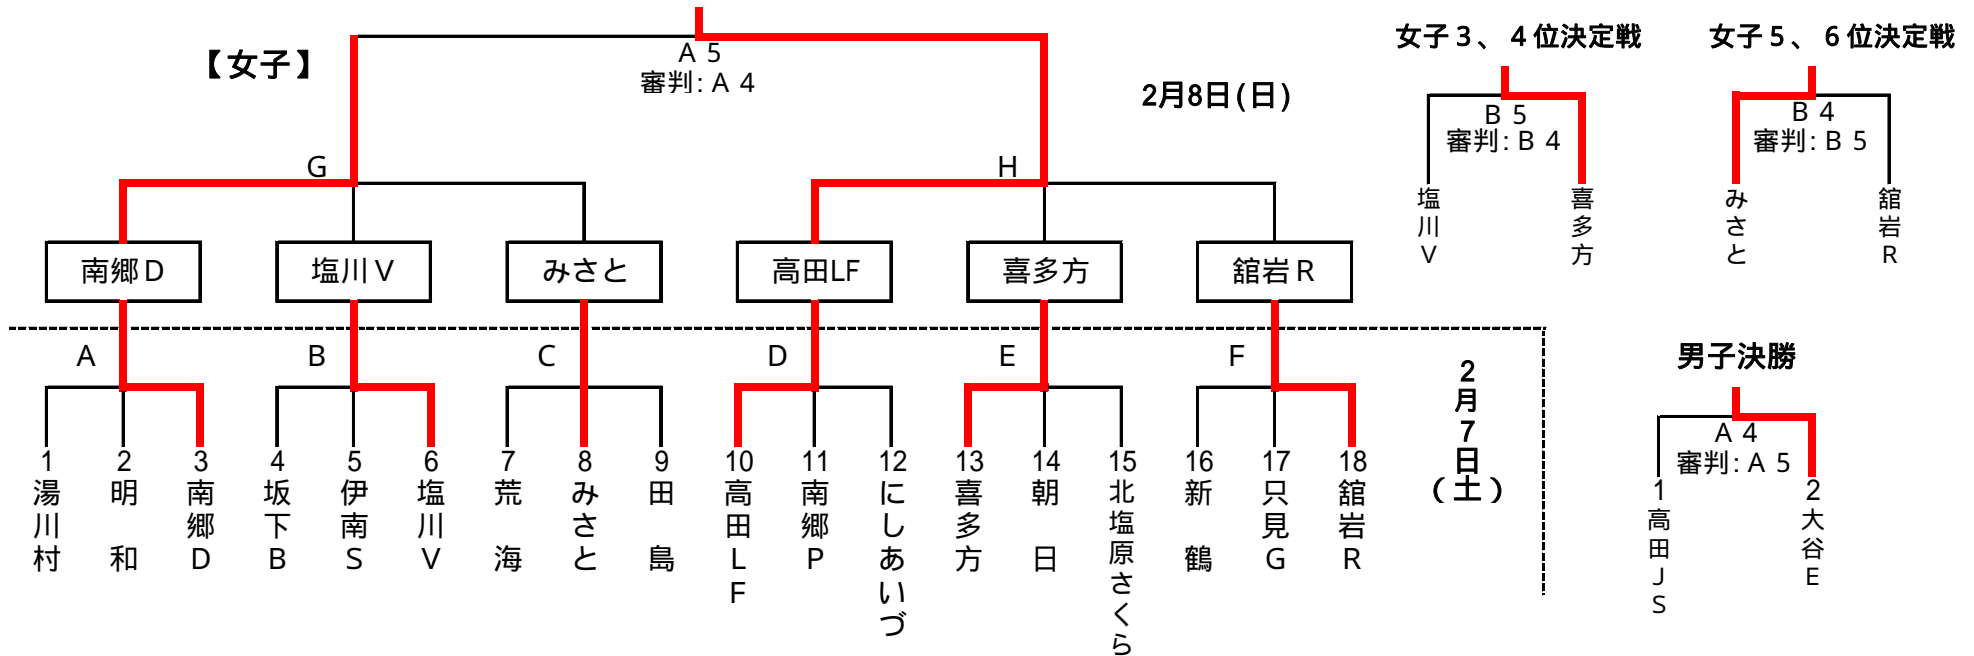 【女子】
A 5
審判: A 4
2月8日(日)
G
H
南郷D
塩川V
みさと
高田LF
喜多方
舘岩R
A
B
C
D
E
F
2月7日(土)
1 湯川村
2 明和
3 南郷D
4 坂下B
5 伊南S
6 塩川V
7 荒海
8 みさと
9 田島
10 高田LF
11 南郷P
12 にしあいづ
13 喜多方
14 朝日
15 北塩原さくら
16 新鶴
17 只見G
18 舘岩R
女子3、4位決定戦
B 5
審判: B 4
塩川V
喜多方
女子5、6位決定戦
B 4
審判: B 5
みさと
舘岩R
男子決勝
A 4
審判: A 5
1 高田JS
2 大谷E